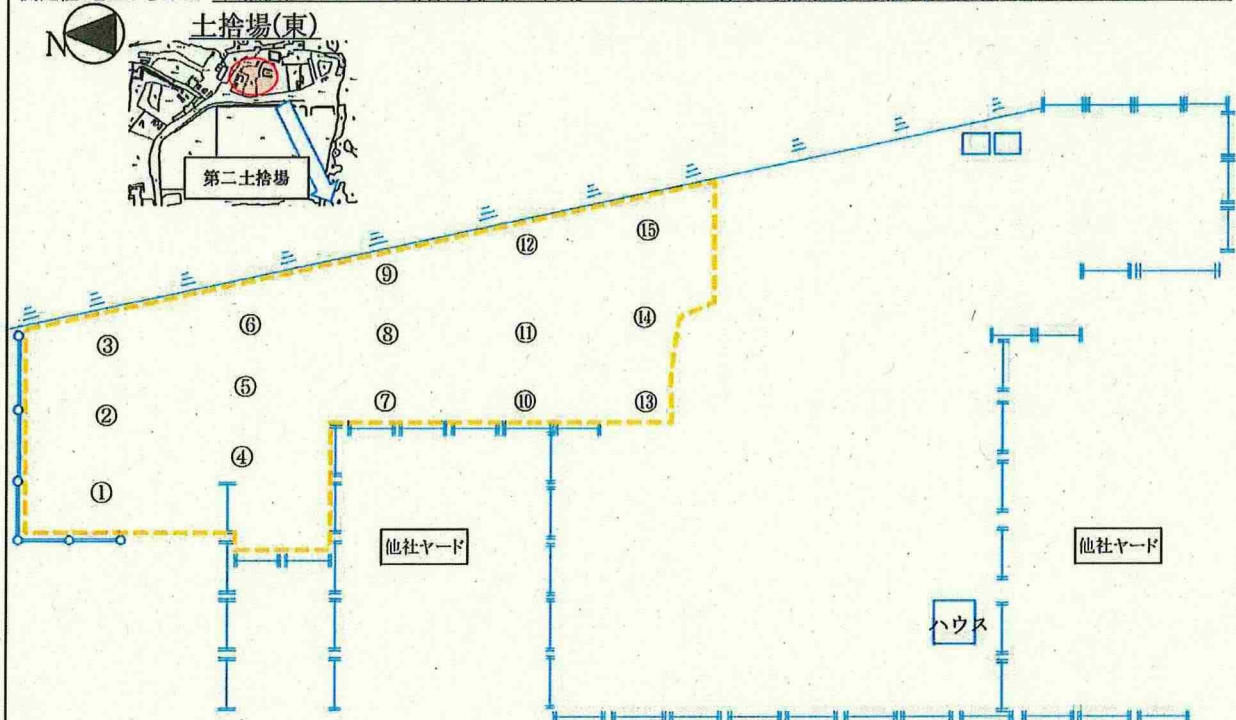 N
土捨場(東)
第二土捨場
⑮
⑫
⑨
⑥
⑭
⑪
⑧
③
⑤
⑬
⑩
⑦
②
④
①
他社ヤード
他社ヤード
ハウス